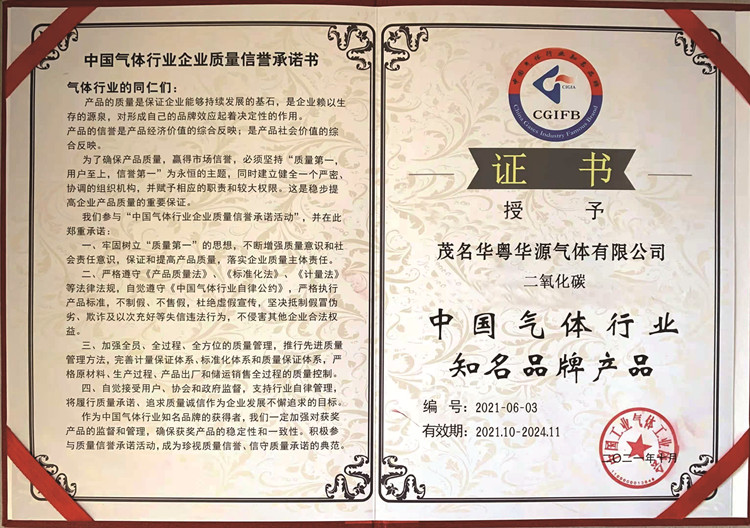 中国气体行业企业质量信誉承诺书
气体行业的同仁们：
产品的质量是保证企业能够持续发展的基石，是企业赖以生
存的源泉，对形成自己的品牌效应起着决定性的作用。
产品的信誉是产品经济价值的综合反映；是产品社会价值的综
合反映。
为了确保产品质量，赢得市场信誉，必须坚持“质量第一，
用户至上，信誉第一”为永恒的主题，同时建立健全一个严密、
协调的组织机构，并赋予相应的职责和较大权限。这是稳步提
高企业产品质量的重要保证。
我们参与“中国气体行业企业质量信誉承诺活动”，并在此
郑重承诺：
一、牢固树立“质量第一”的思想，不断增强质量意识和社
会责任意识，保证和提高产品质量，落实企业质量主体责任。
二、严格遵守《产品质量法》、《标准化法》、《计量法》
等法律法规，自觉遵守《中国气体行业自律公约》，严格执行
产品标准，不制假、不售假，杜绝虚假宣传，坚决抵制假冒伪
劣、欺诈及以次充好等失信违法行为，不侵害其他企业合法权
益。
三、加强全员、全过程、全方位的质量管理，推行先进质量
管理方法，完善计量保证体系、标准化体系和质量保证体系，严
格原材料、生产过程、产品出厂和储运销售全过程的质量控制。
四、自觉接受用户、协会和政府监督，支持行业自律管理，
将履行质量承诺、追求质量诚信作为企业发展不懈追求的目标。
作为中国气体行业知名品牌的获得者，我们一定加强对获奖
产品的监督和管理，确保获奖产品的稳定性和一致性。积极参
与质量信誉承诺活动，成为珍视质量信誉、信守质量承诺的典范。
中国气体行业知名品牌
CIGIA
CGIFB
China Gases Industry Famous Brand
证 书
授 予
茂名华粤华源气体有限公司
二氧化碳
中国气体行业
知名品牌产品
编 号：2021-06-03
有效期：2021.10-2024.11
中国工业气体工业协会
二〇二一年十月